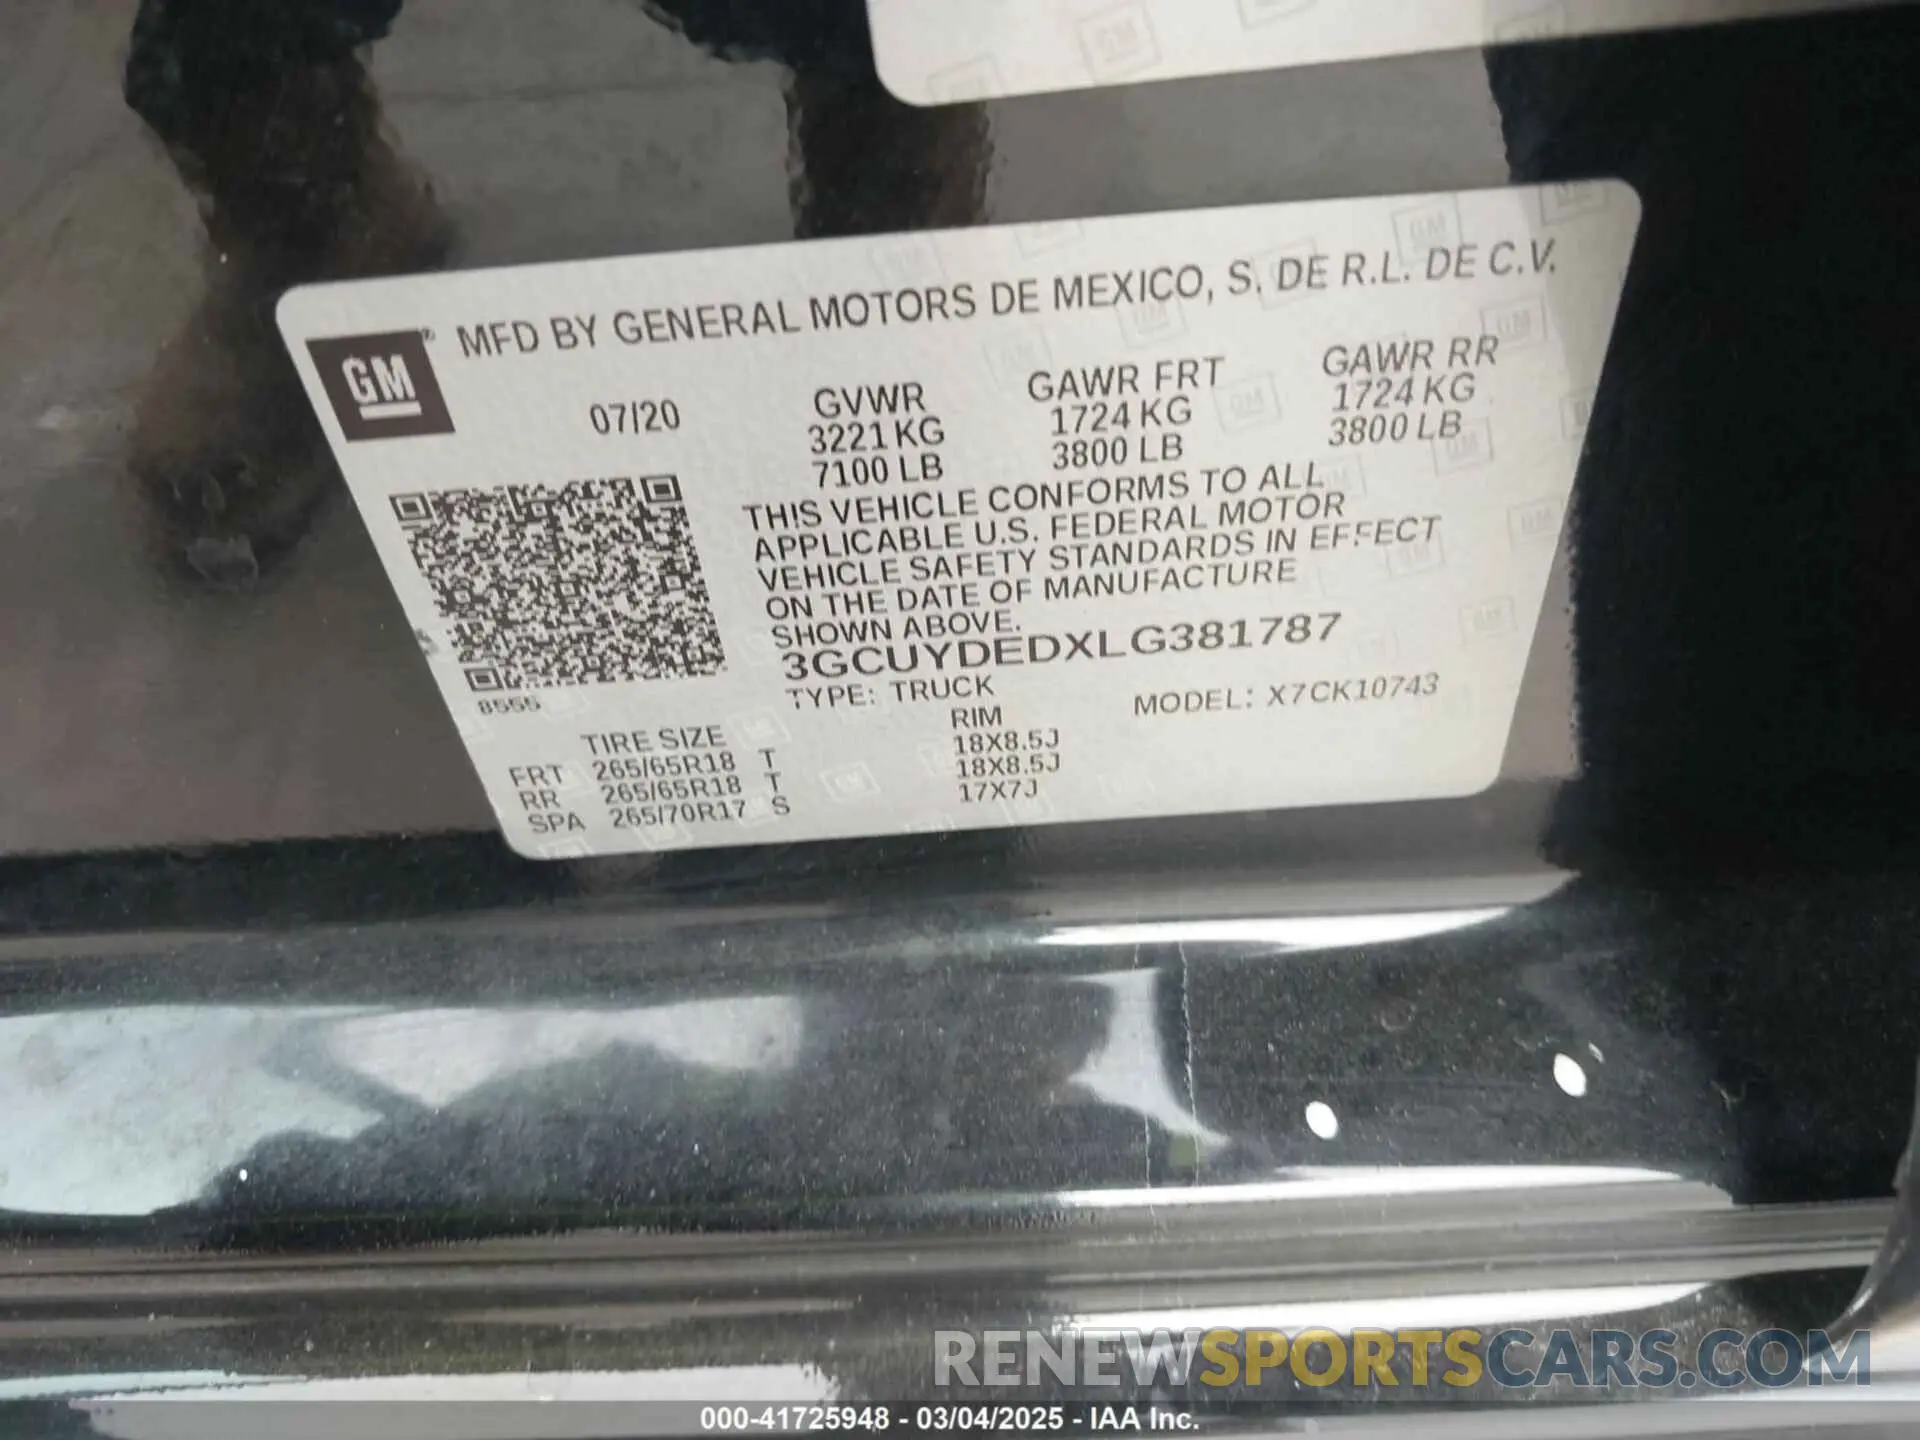 MFD BY GENERAL MOTORS DE MEXICO, S. DE R.L. DE C.V.
GM®
07/20
GVWR
3221 KG
7100 LB
GAWR FRT
1724 KG
3800 LB
GAWR RR
1724 KG
3800 LB
THIS VEHICLE CONFORMS TO ALL
APPLICABLE U.S. FEDERAL MOTOR
VEHICLE SAFETY STANDARDS IN EFFECT
ON THE DATE OF MANUFACTURE
SHOWN ABOVE.
3GCUYDEDXLG381787
TYPE: TRUCK MODEL: X7CK10743
8555
TIRE SIZE RIM
FRT 265/65R18 T 18X8.5J
RR 265/65R18 T 18X8.5J
SPA 265/70R17 S 17X7J
RENEWSPORTSCARS.COM
000-41725948 - 03/04/2025 - IAA Inc.